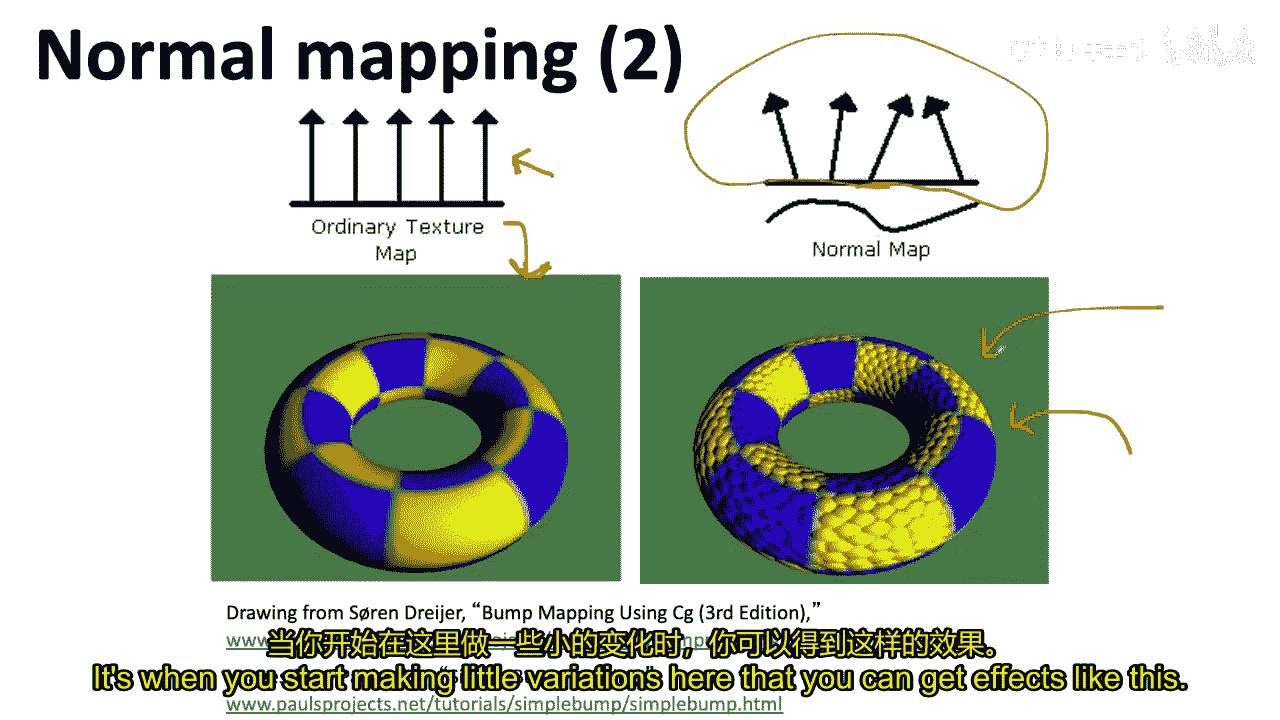 Normal mapping (2)
Ordinary Texture
Map
Normal Map
Drawing from Søren Dreijer, “Bump Mapping Using Cg (3rd Edition),”
当你开始在这里做一些小的变化时，你可以得到这样的效果。
It's when you start making little variations here that you can get effects like this.
www.paulsprojects.net/tutorials/simplebump/simplebump.html